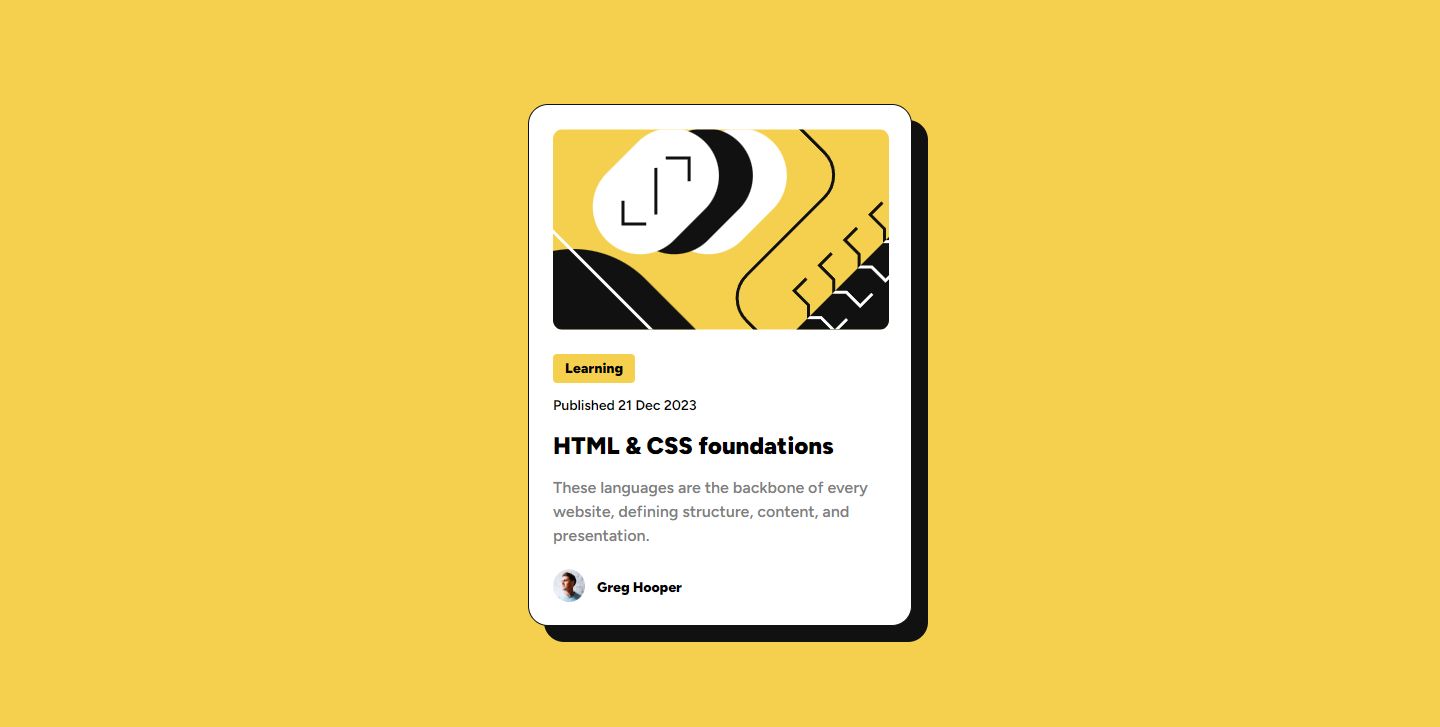 Learning
Published 21 Dec 2023
HTML & CSS foundations
These languages are the backbone of every
website, defining structure, content, and
presentation.
Greg Hooper